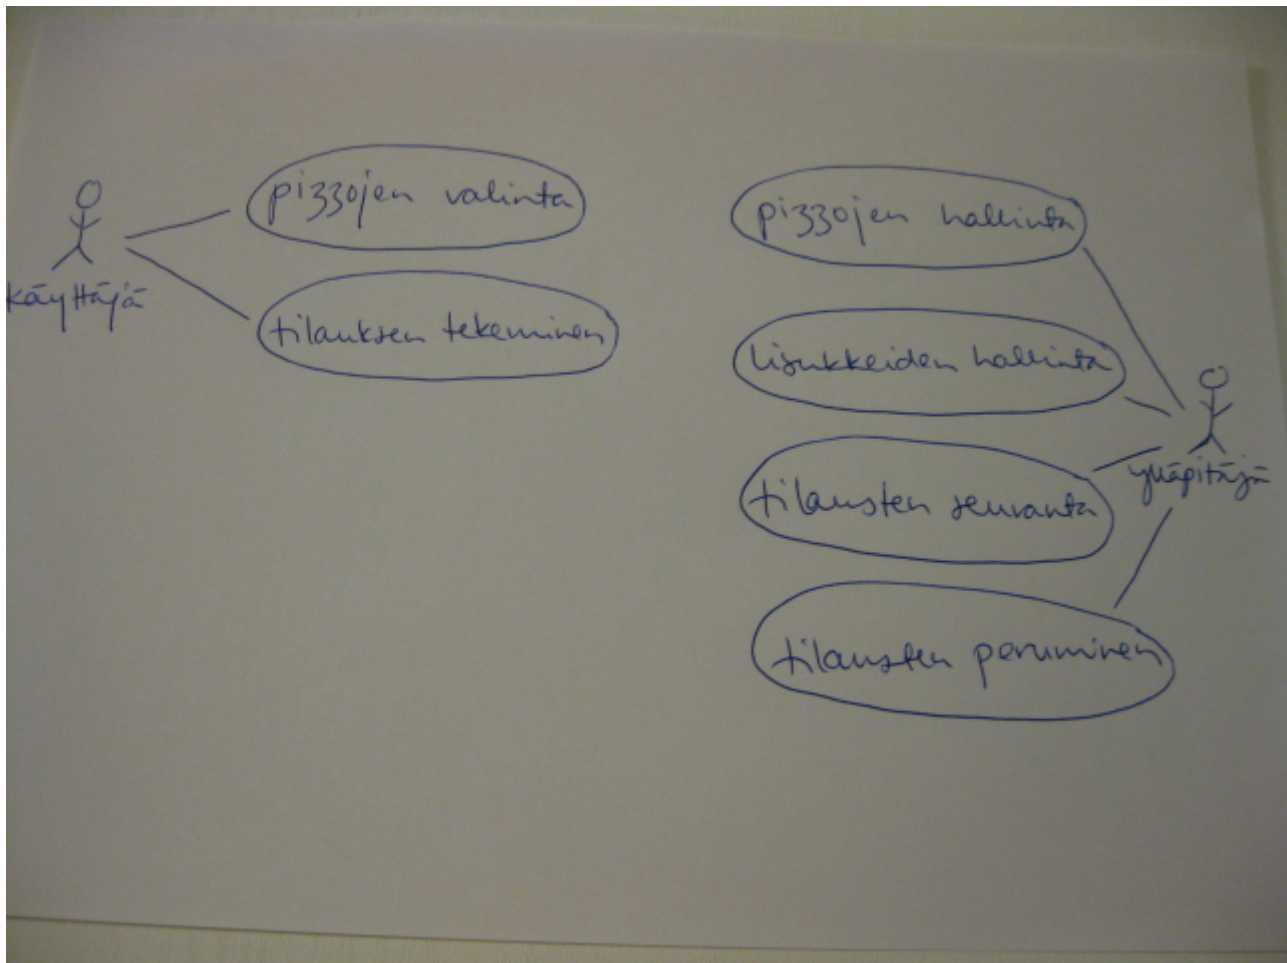 pizzojen valinta
käyttäjä
tilauksen tekeminen
pizzojen hallinta
lisukkeiden hallinta
tilausten seuranta
ylläpitäjä
tilausten peruminen